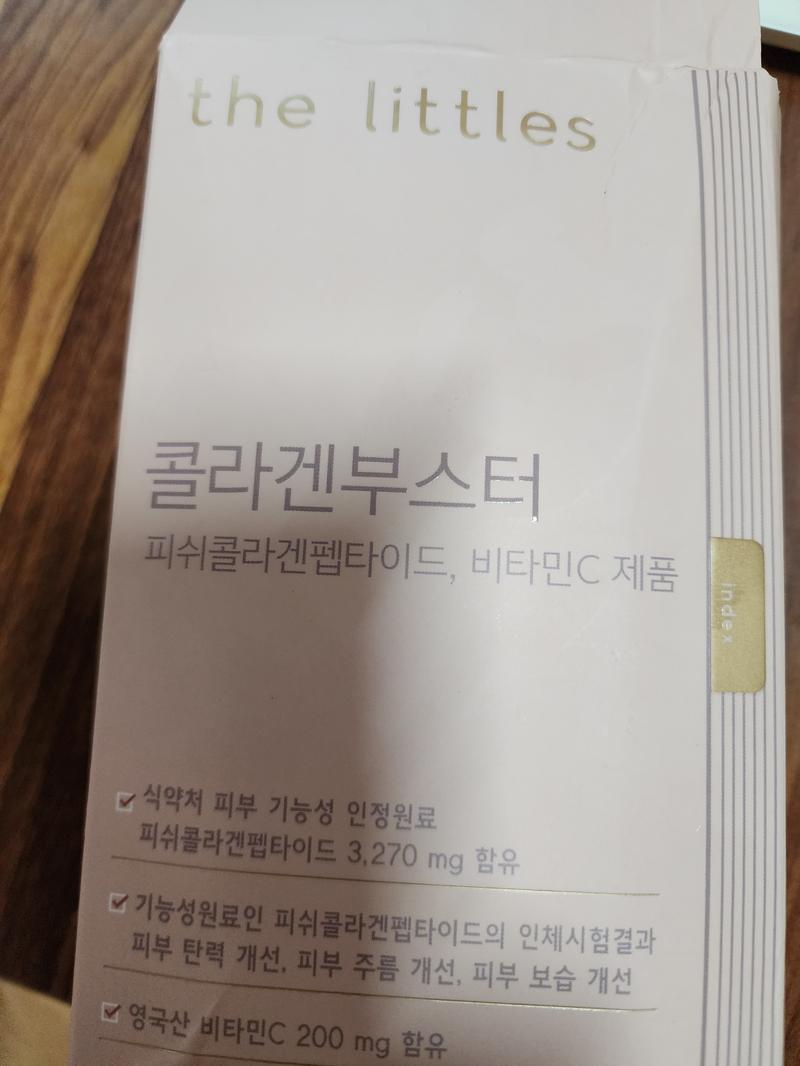 the littles
콜라겐부스터
피쉬콜라겐펩타이드, 비타민C 제품
index
식약처 피부 기능성 인정원료
피쉬콜라겐펩타이드 3,270 mg 함유
기능성원료인 피쉬콜라겐펩타이드의 인체시험결과
피부 탄력 개선, 피부 주름 개선, 피부 보습 개선
영국산 비타민C 200 mg 함유